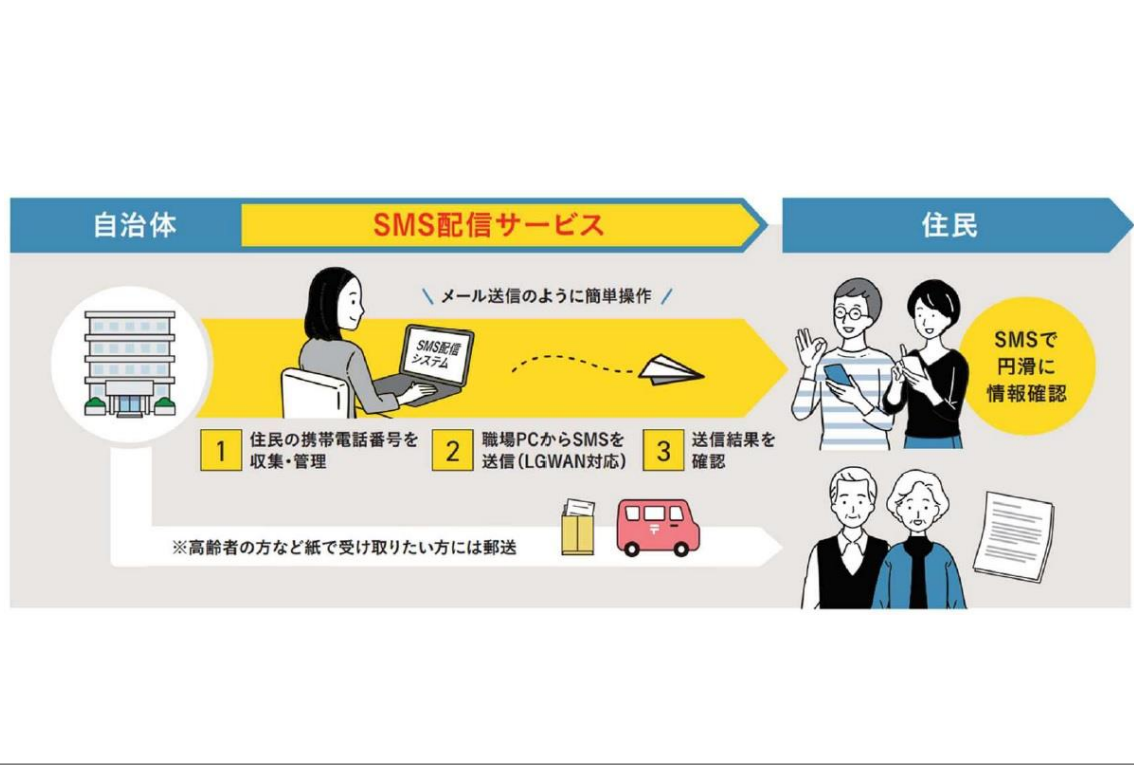 自治体
SMS配信サービス
住民
メール送信のように簡単操作
SMS配信
システム
SMSで
円滑に
情報確認
1
住民の携帯電話番号を
収集・管理
2
職場PCからSMSを
送信(LGWAN対応)
3
送信結果を
確認
※高齢者の方など紙で受け取りたい方には郵送
〒